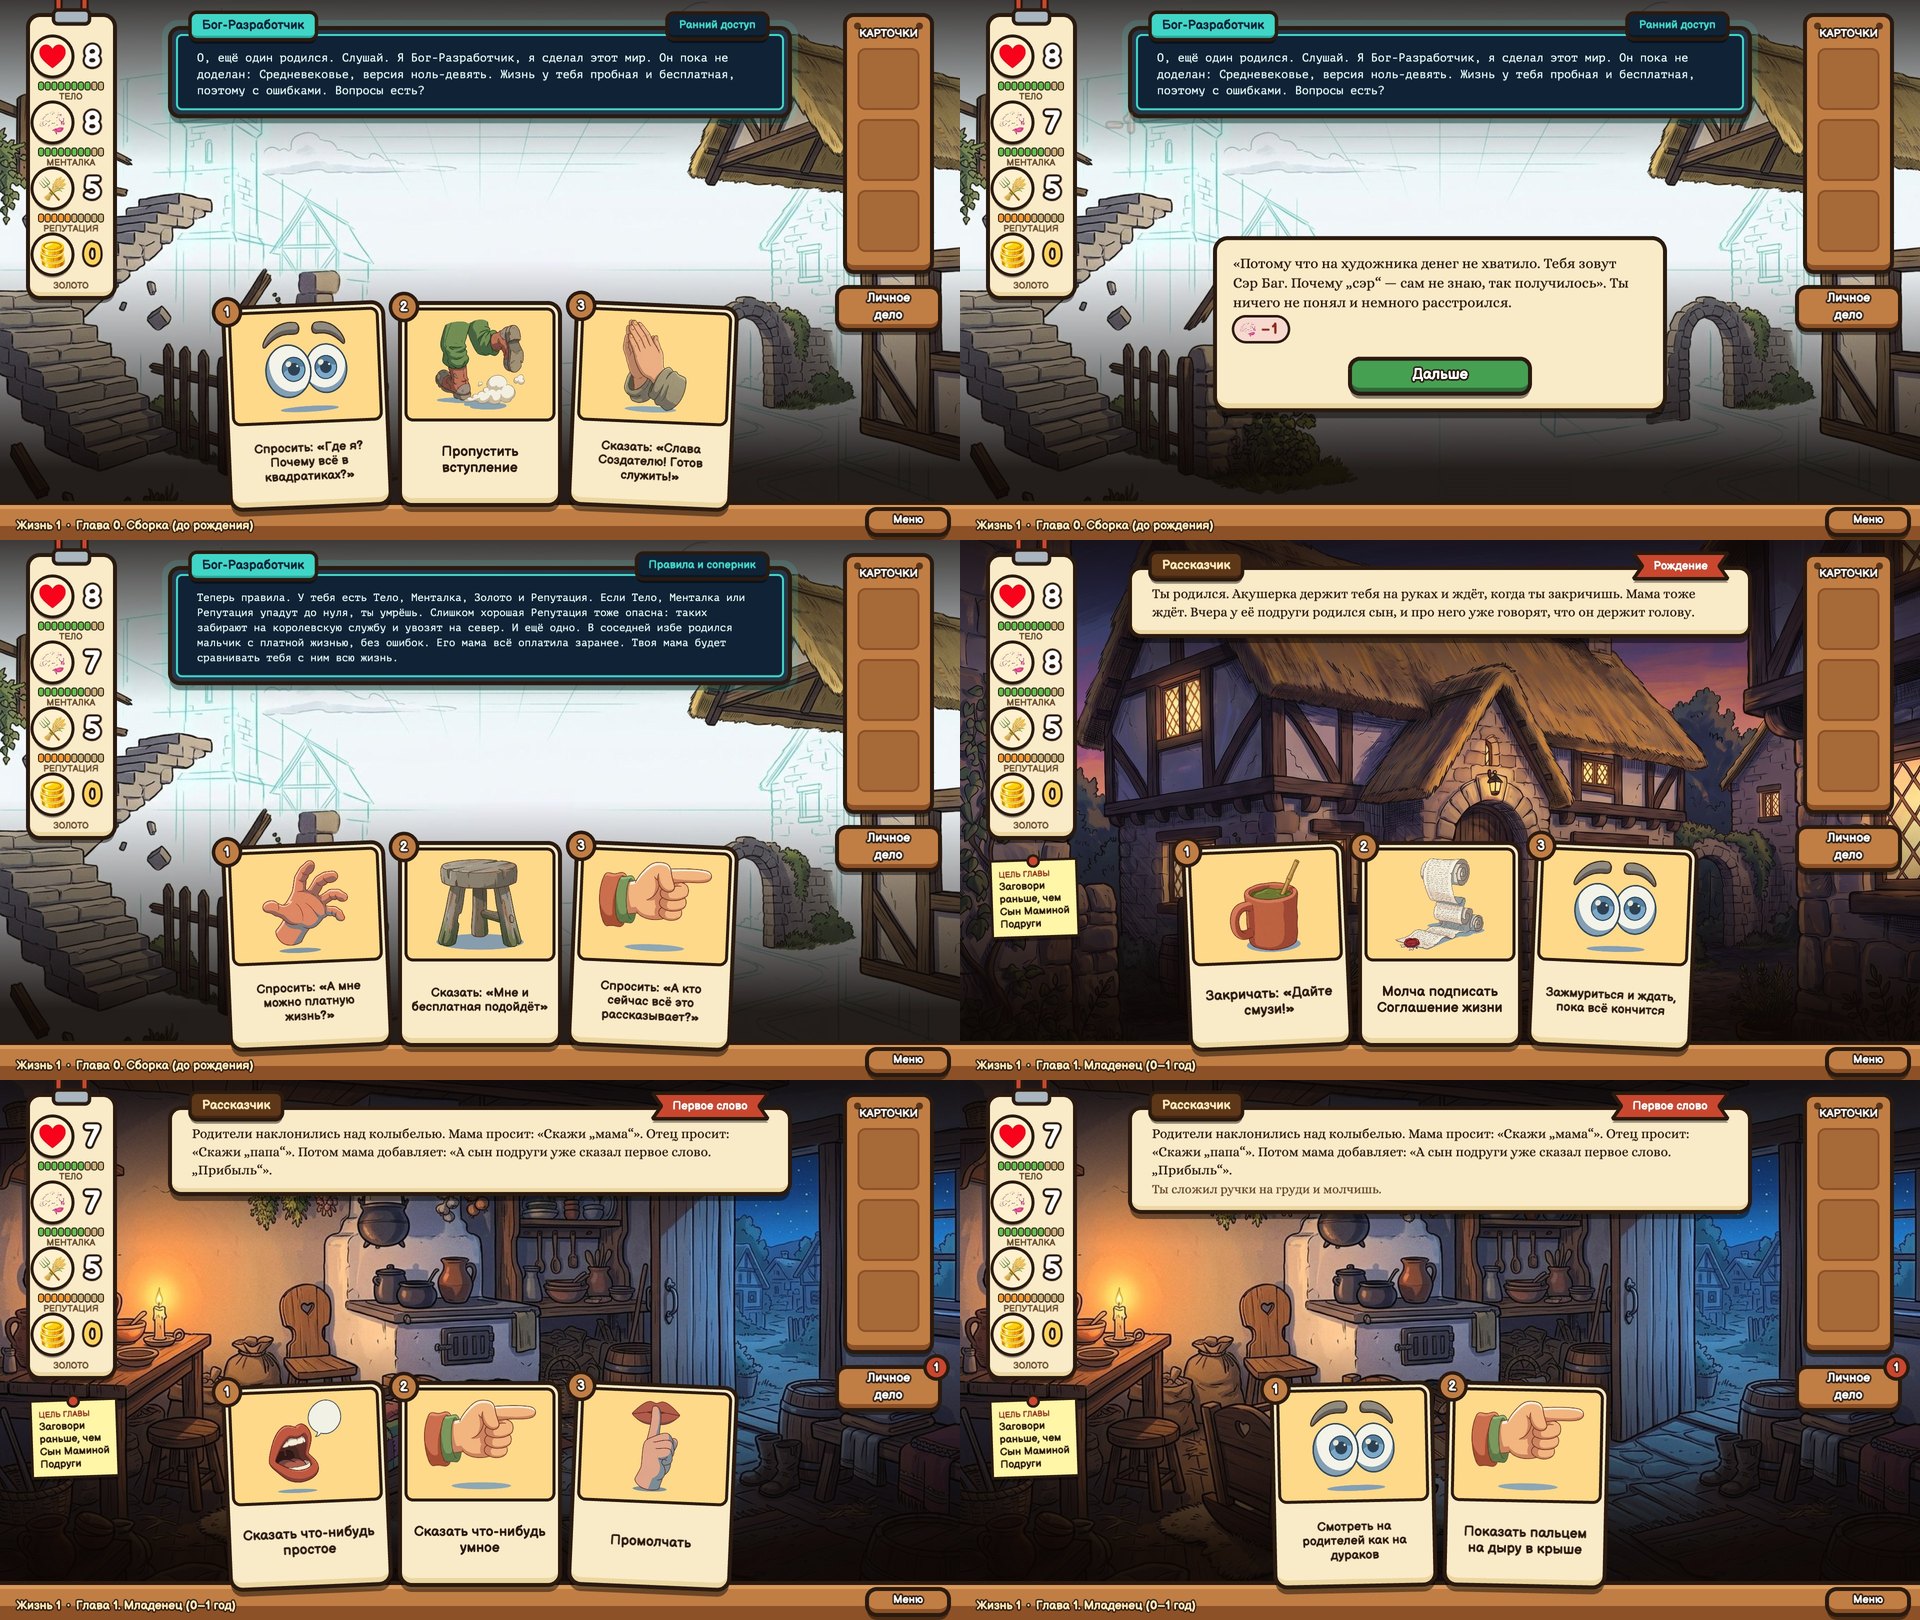 8
ТЕЛО
8
МЕНТАЛКА
5
РЕПУТАЦИЯ
0
ЗОЛОТО
Бог-Разработчик
Ранний доступ
О, ещё один родился. Слушай. Я Бог-Разработчик, я сделал этот мир. Он пока не
доделан: Средневековье, версия ноль-девять. Жизнь у тебя пробная и бесплатная,
поэтому с ошибками. Вопросы есть?
КАРТОЧКИ
Личное
дело
1
Спросить: «Где я?
Почему всё в
квадратиках?»
2
Пропустить
вступление
3
Сказать: «Слава
Создателю! Готов
служить!»
Жизнь 1 · Глава 0. Сборка (до рождения)
Меню
8
ТЕЛО
7
МЕНТАЛКА
5
РЕПУТАЦИЯ
0
ЗОЛОТО
Бог-Разработчик
Ранний доступ
О, ещё один родился. Слушай. Я Бог-Разработчик, я сделал этот мир. Он пока не
доделан: Средневековье, версия ноль-девять. Жизнь у тебя пробная и бесплатная,
поэтому с ошибками. Вопросы есть?
КАРТОЧКИ
Личное
дело
«Потому что на художника денег не хватило. Тебя зовут
Сэр Баг. Почему „сэр“ — сам не знаю, так получилось». Ты
ничего не понял и немного расстроился.
−1
Дальше
Жизнь 1 · Глава 0. Сборка (до рождения)
Меню
8
ТЕЛО
7
МЕНТАЛКА
5
РЕПУТАЦИЯ
0
ЗОЛОТО
Бог-Разработчик
Правила и соперник
Теперь правила. У тебя есть Тело, Менталка, Золото и Репутация. Если Тело, Менталка или
Репутация упадут до нуля, ты умрёшь. Слишком хорошая Репутация тоже опасна: таких
забирают на королевскую службу и увозят на север. И ещё одно. В соседней избе родился
мальчик с платной жизнью, без ошибок. Его мама всё оплатила заранее. Твоя мама будет
сравнивать тебя с ним всю жизнь.
КАРТОЧКИ
Личное
дело
1
Спросить: «А мне
можно платную
жизнь?»
2
Сказать: «Мне и
бесплатная подойдёт»
3
Спросить: «А кто
сейчас всё это
рассказывает?»
Жизнь 1 · Глава 0. Сборка (до рождения)
Меню
8
ТЕЛО
8
МЕНТАЛКА
5
РЕПУТАЦИЯ
0
ЗОЛОТО
Рассказчик
Рождение
Ты родился. Акушерка держит тебя на руках и ждёт, когда ты закричишь. Мама тоже
ждёт. Вчера у её подруги родился сын, и про него уже говорят, что он держит голову.
КАРТОЧКИ
Личное
дело
ЦЕЛЬ ГЛАВЫ
Заговори
раньше, чем
Сын Маминой
Подруги
1
Закричать: «Дайте
смузи!»
2
Молча подписать
Соглашение жизни
3
Зажмуриться и ждать,
пока всё кончится
Жизнь 1 · Глава 1. Младенец (0–1 год)
Меню
7
ТЕЛО
7
МЕНТАЛКА
5
РЕПУТАЦИЯ
0
ЗОЛОТО
Рассказчик
Первое слово
Родители наклонились над колыбелью. Мама просит: «Скажи „мама“». Отец просит:
«Скажи „папа“». Потом мама добавляет: «А сын подруги уже сказал первое слово.
„Прибыль“».
КАРТОЧКИ
Личное
дело
1
ЦЕЛЬ ГЛАВЫ
Заговори
раньше, чем
Сын Маминой
Подруги
1
Сказать что-нибудь
простое
2
Сказать что-нибудь
умное
3
Промолчать
Жизнь 1 · Глава 1. Младенец (0–1 год)
Меню
7
ТЕЛО
7
МЕНТАЛКА
5
РЕПУТАЦИЯ
0
ЗОЛОТО
Рассказчик
Первое слово
Родители наклонились над колыбелью. Мама просит: «Скажи „мама“». Отец просит:
«Скажи „папа“». Потом мама добавляет: «А сын подруги уже сказал первое слово.
„Прибыль“».
Ты сложил ручки на груди и молчишь.
КАРТОЧКИ
Личное
дело
1
ЦЕЛЬ ГЛАВЫ
Заговори
раньше, чем
Сын Маминой
Подруги
1
Смотреть на
родителей как на
дураков
2
Показать пальцем
на дыру в крыше
Жизнь 1 · Глава 1. Младенец (0–1 год)
Меню